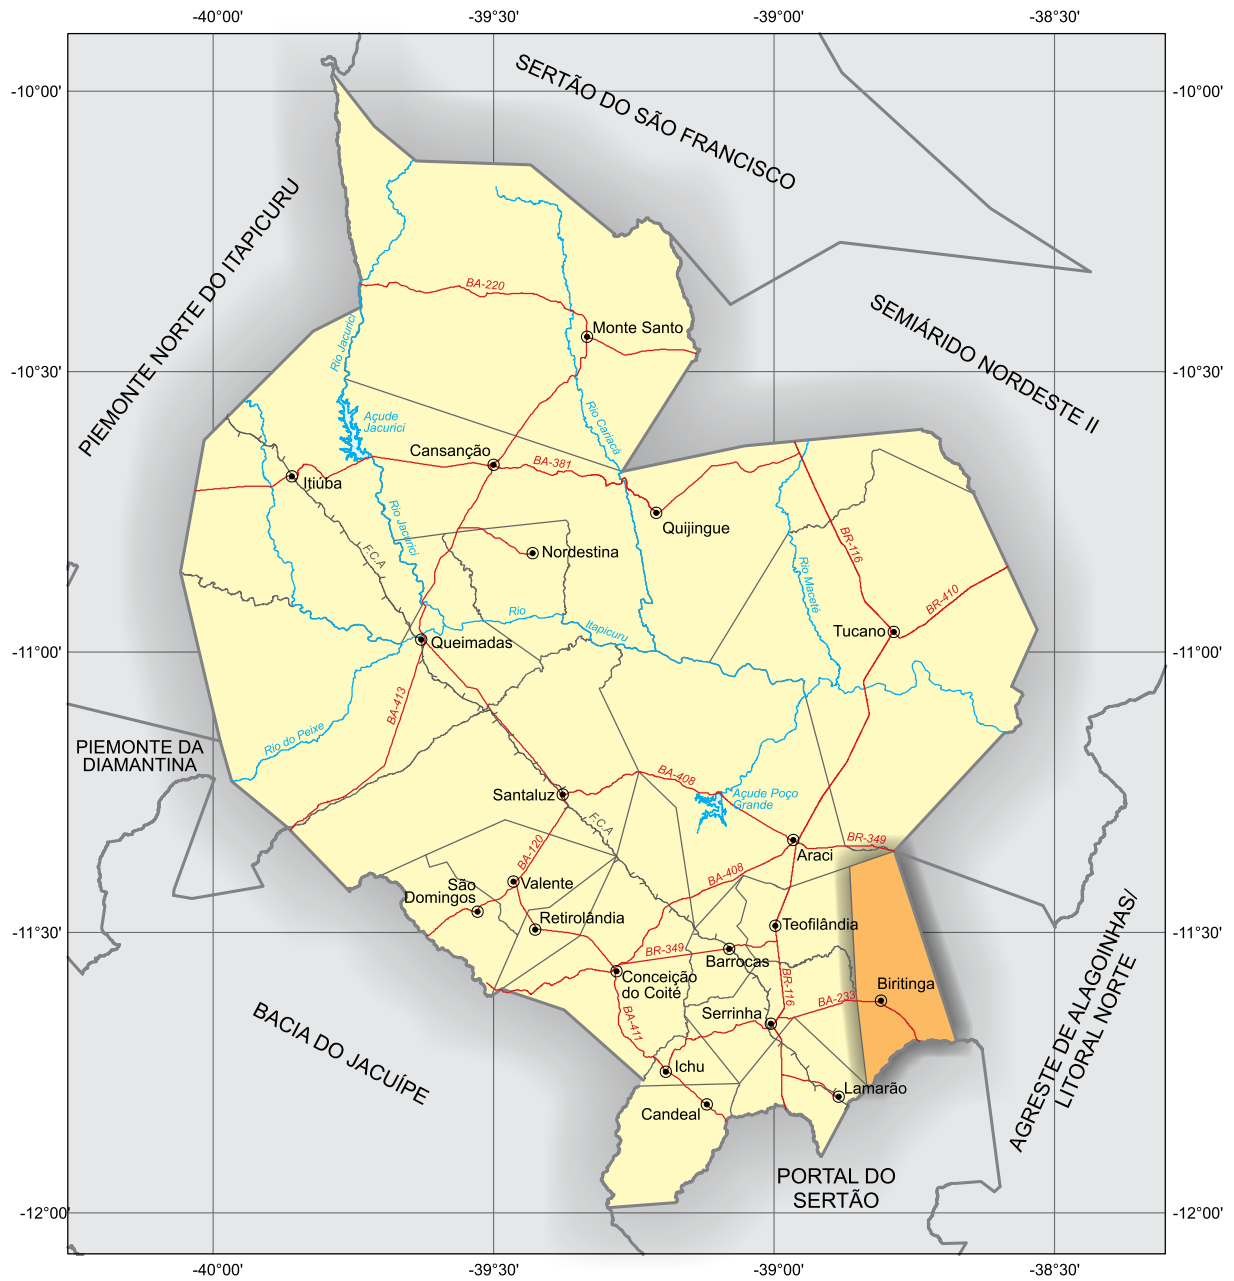 -40°00'
-39°30'
-39°00'
-38°30'
-10°00'
-10°00'
SERTÃO DO SÃO FRANCISCO
PIEMONTE NORTE DO ITAPICURU
BA-220
SEMIÁRIDO NORDESTE II
Rio Jacurici
Monte Santo
-10°30'
-10°30'
Açude
Jacurici
Rio Cariacá
Cansanção
BA-381
Itiúba
Quijingue
Rio Jacurici
BR-116
F.C.A
Nordestina
Rio Maceté
BR-410
Rio
Itapicuru
Tucano
Queimadas
-11°00'
-11°00'
BA-413
Rio do Peixe
PIEMONTE DA
DIAMANTINA
BA-408
Santaluz
Açude Poço
Grande
F.C.A
BR-349
BA-120
Araci
BA-408
São
Domingos
Valente
Retirolândia
Teofilândia
-11°30'
-11°30'
BR-349
Barrocas
Conceição
do Coité
BR-116
Biritinga
BA-233
Serrinha
BA-411
AGRESTE DE ALAGOINHAS/
LITORAL NORTE
BACIA DO JACUÍPE
Ichu
Lamarão
Candeal
PORTAL DO
SERTÃO
-12°00'
-12°00'
-40°00'
-39°30'
-39°00'
-38°30'